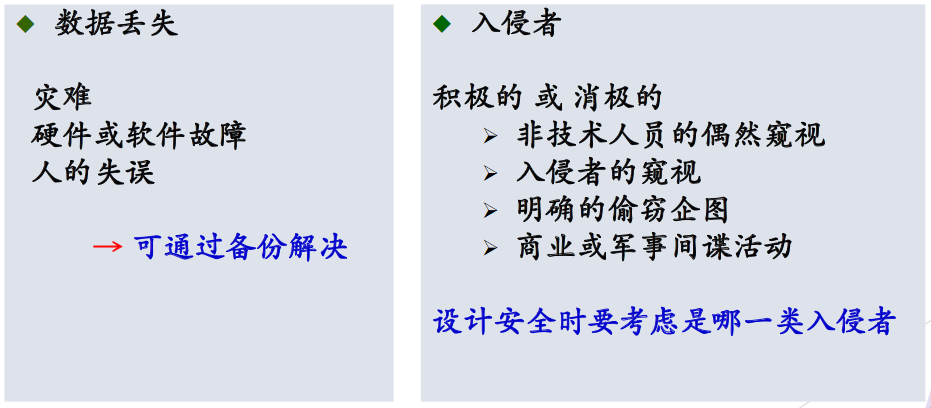 ◆ 数据丢失
灾难
硬件或软件故障
人的失误
→ 可通过备份解决
◆ 入侵者
积极的 或 消极的
➢ 非技术人员的偶然窥视
➢ 入侵者的窥视
➢ 明确的偷窃企图
➢ 商业或军事间谍活动
设计安全时要考虑是哪一类入侵者